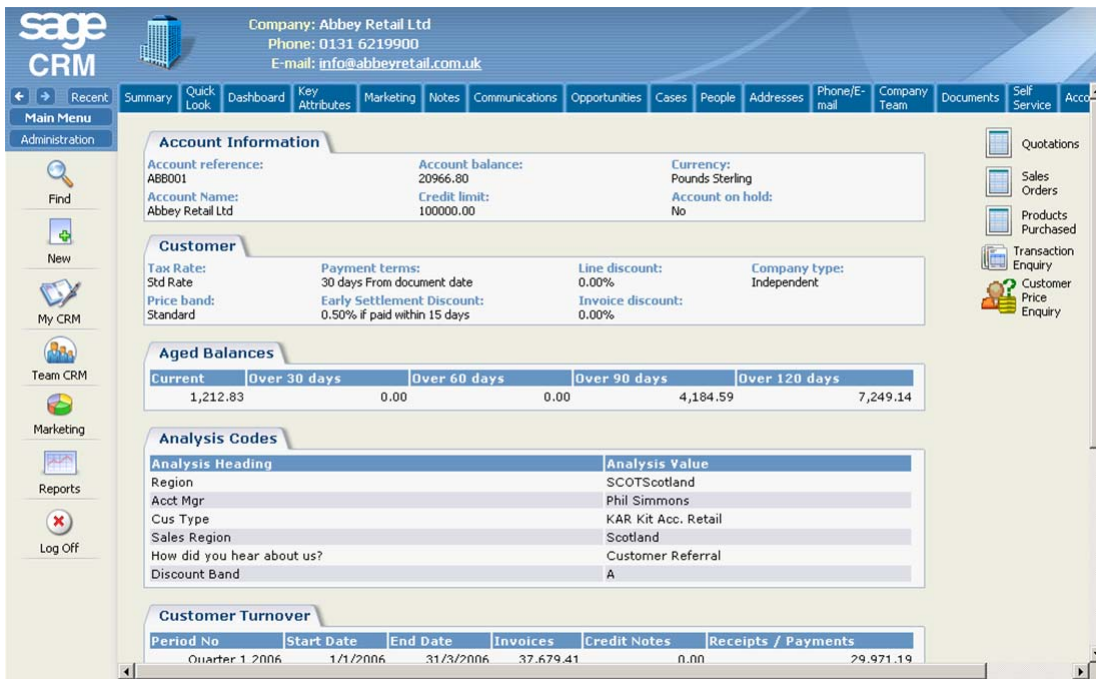 sage
CRM
Company: Abbey Retail Ltd
Phone: 0131 6219900
E-mail: info@abbeyretail.com.uk
Recent
Main Menu
Administration
Find
New
My CRM
Team CRM
Marketing
Reports
Log Off
Summary Quick Look Dashboard Key Attributes Marketing Notes Communications Opportunities Cases People Addresses Phone/E-mail Company Team Documents Self Service Acco
Account Information
Account reference: Account balance: Currency:
ABB001 20966.80 Pounds Sterling
Account Name: Credit limit: Account on hold:
Abbey Retail Ltd 100000.00 No
Customer
Tax Rate: Payment terms: Line discount: Company type:
Std Rate 30 days From document date 0.00% Independent
Price band: Early Settlement Discount: Invoice discount:
Standard 0.50% if paid within 15 days 0.00%
Aged Balances
Current Over 30 days Over 60 days Over 90 days Over 120 days
1,212.83 0.00 0.00 4,184.59 7,249.14
Analysis Codes
Analysis Heading Analysis Value
Region SCOTScotland
Acct Mgr Phil Simmons
Cus Type KAR Kit Acc. Retail
Sales Region Scotland
How did you hear about us? Customer Referral
Discount Band A
Customer Turnover
Period No Start Date End Date Invoices Credit Notes Receipts / Payments
Quarter 1 2006 1/1/2006 31/3/2006 37,679.41 0.00 29,971.19
Quotations
Sales
Orders
Products
Purchased
Transaction
Enquiry
Customer
Price
Enquiry